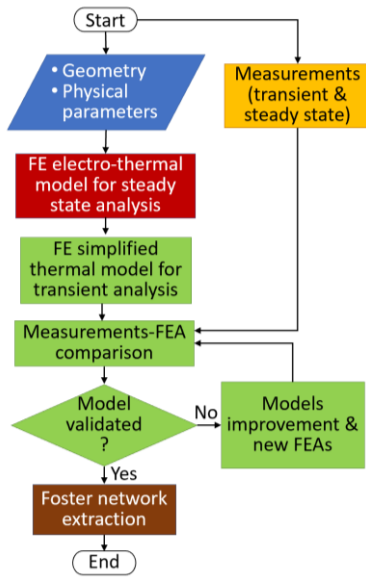 Start
• Geometry
• Physical
parameters
Measurements
(transient &
steady state)
FE electro-thermal
model for steady
state analysis
FE simplified
thermal model for
transient analysis
Measurements-FEA
comparison
Model
validated
?
No
Models
improvement &
new FEAs
Yes
Foster network
extraction
End